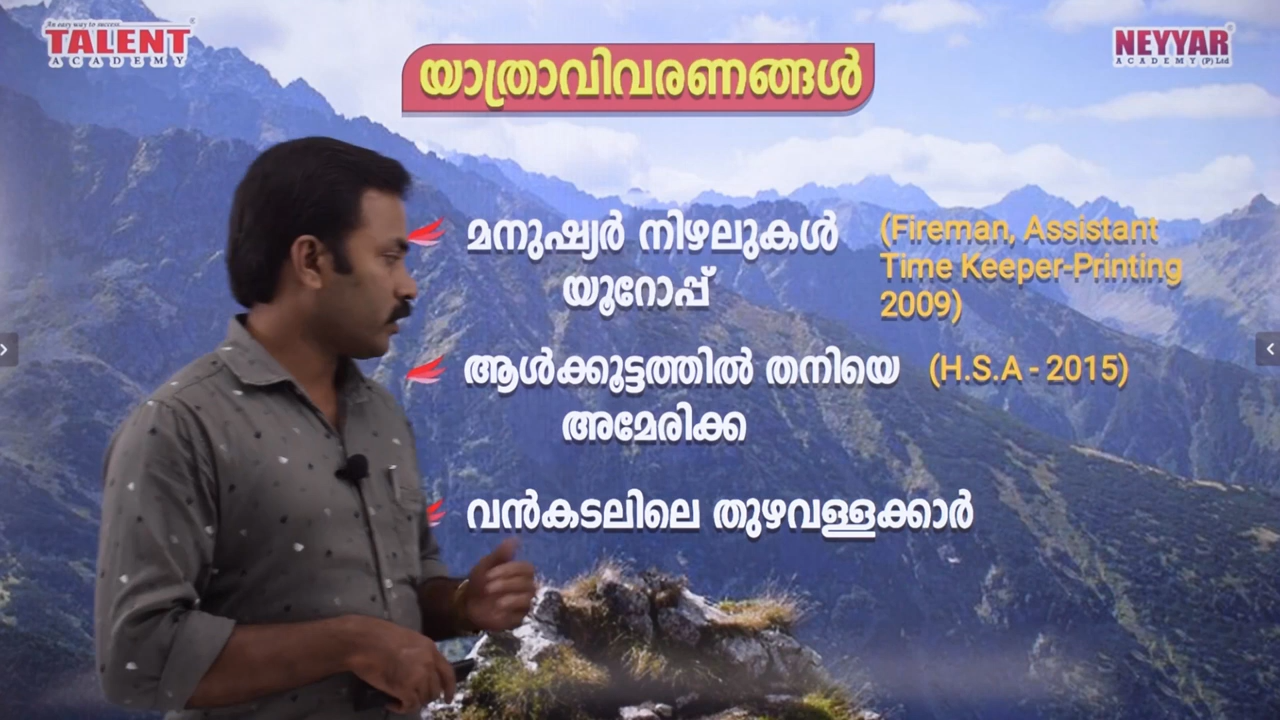 An easy way to success...
TALENT
ACADEMY
NEYYAR
ACADEMY (P) Ltd
യാത്രാവിവരണങ്ങൾ
മനുഷ്യർ നിഴലുകൾ
യൂറോപ്പ്
(Fireman, Assistant
Time Keeper-Printing
2009)
ആൾക്കൂട്ടത്തിൽ തനിയെ (H.S.A - 2015)
അമേരിക്ക
വൻകടലിലെ തുഴവള്ളക്കാർ